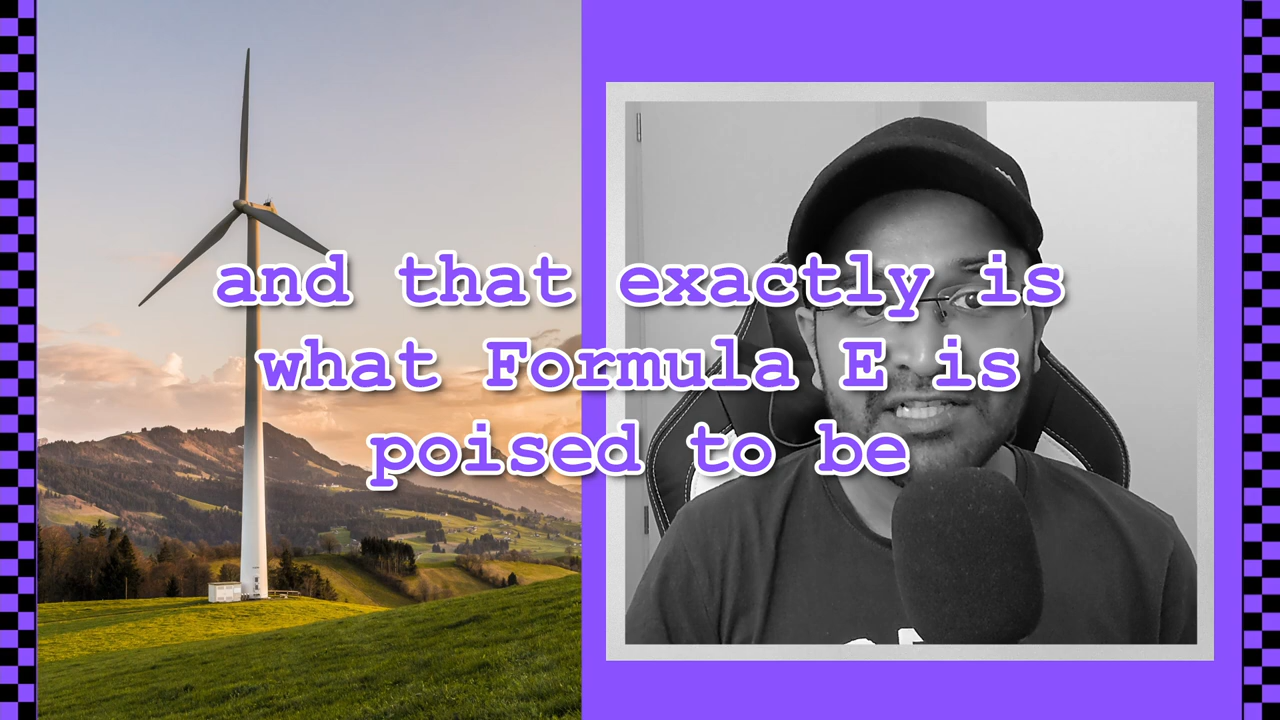 and that exactly is
what Formula E is
poised to be